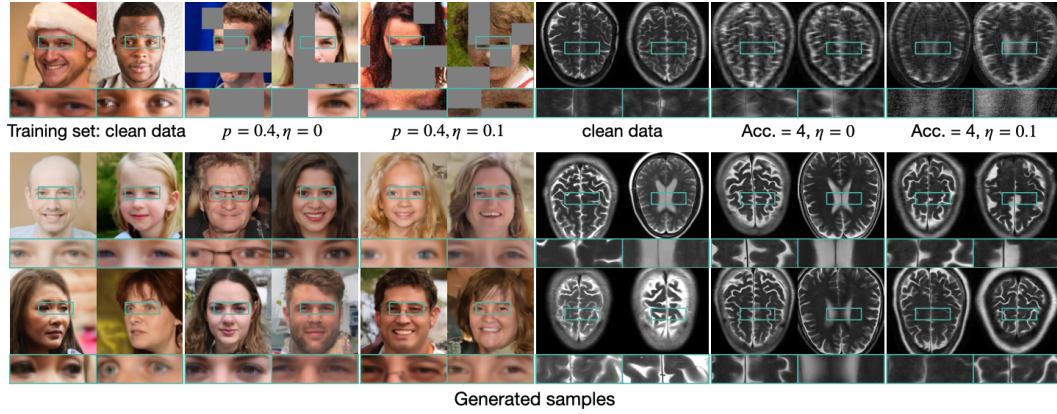 Training set: clean data
p = 0.4, η = 0
p = 0.4, η = 0.1
clean data
Acc. = 4, η = 0
Acc. = 4, η = 0.1
Generated samples